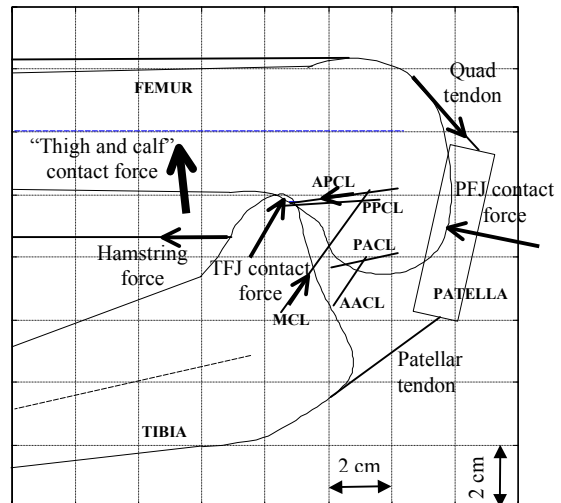 FEMUR
Quad
tendon
“Thigh and calf”
contact force
APCL
PPCL
PFJ contact
force
Hamstring
force
TFJ contact
force
PACL
AACL
MCL
PATELLA
Patellar
tendon
TIBIA
2 cm
2 cm